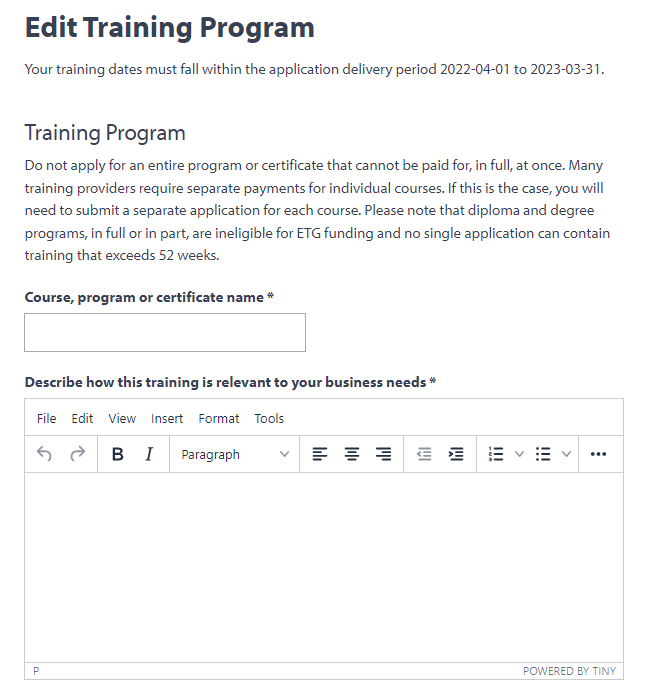 Edit Training Program
Your training dates must fall within the application delivery period 2022-04-01 to 2023-03-31.
Training Program
Do not apply for an entire program or certificate that cannot be paid for, in full, at once. Many
training providers require separate payments for individual courses. If this is the case, you will
need to submit a separate application for each course. Please note that diploma and degree
programs, in full or in part, are ineligible for ETG funding and no single application can contain
training that exceeds 52 weeks.
Course, program or certificate name *
Describe how this training is relevant to your business needs *
File Edit View Insert Format Tools
B I Paragraph
P POWERED BY TINY